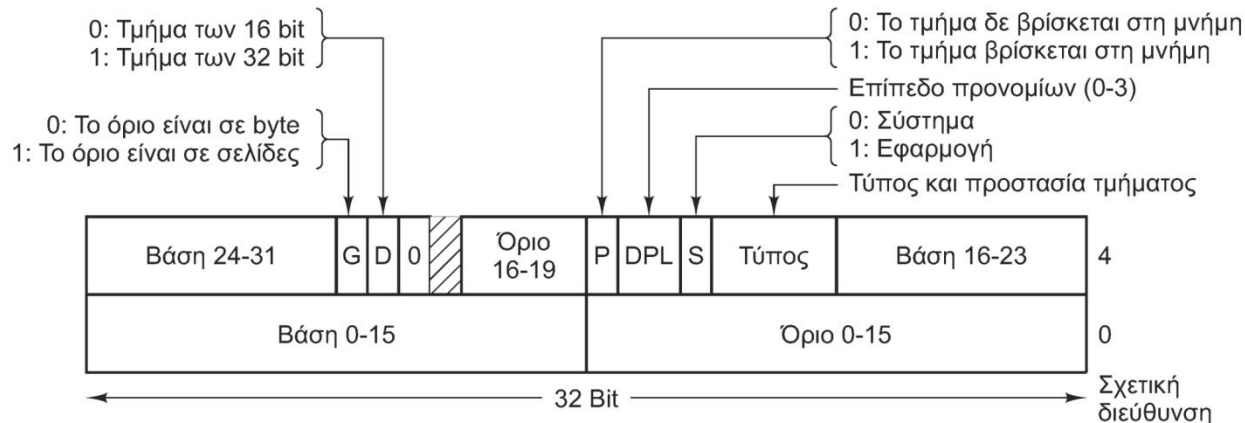 0: Τμήμα των 16 bit
1: Τμήμα των 32 bit
0: Το τμήμα δε βρίσκεται στη μνήμη
1: Το τμήμα βρίσκεται στη μνήμη
Επίπεδο προνομίων (0-3)
0: Το όριο είναι σε byte
1: Το όριο είναι σε σελίδες
0: Σύστημα
1: Εφαρμογή
Τύπος και προστασία τμήματος
Βάση 24-31 G D 0 Όριο 16-19 P DPL S Τύπος Βάση 16-23 4
Βάση 0-15 Όριο 0-15 0
32 Bit
Σχετική
διεύθυνση